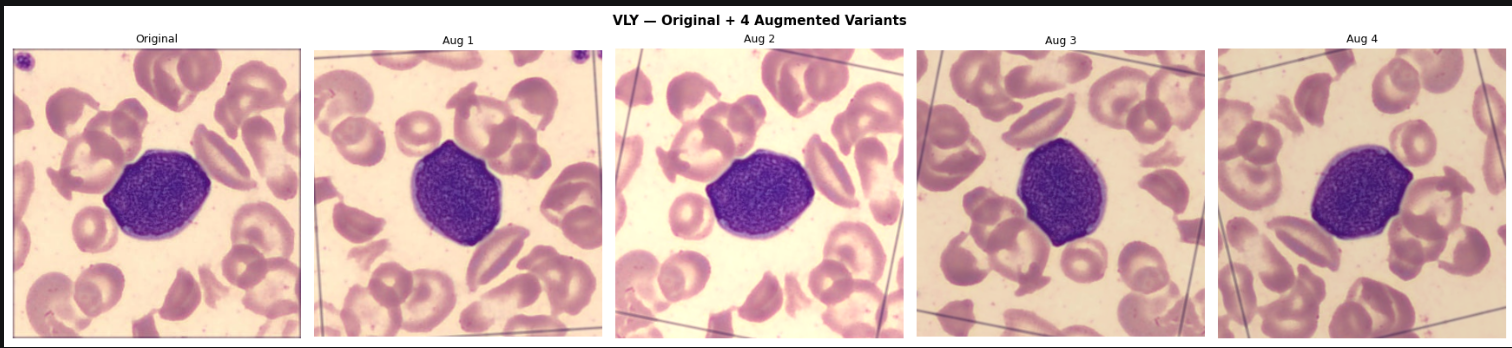 VLY — Original + 4 Augmented Variants
Original
Aug 1
Aug 2
Aug 3
Aug 4